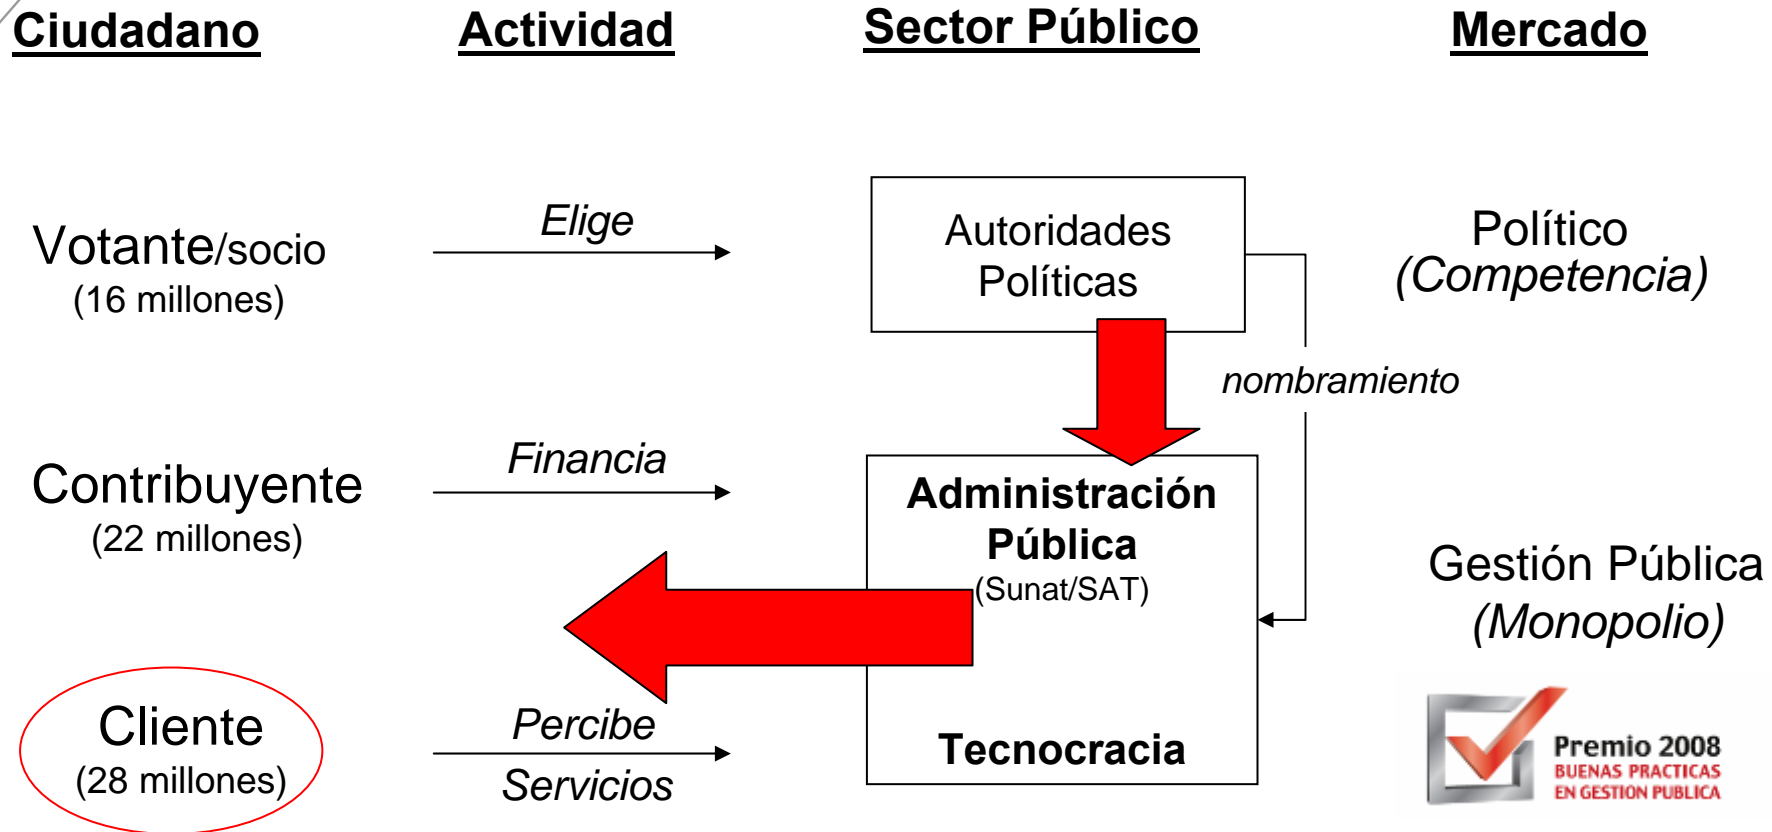 Ciudadano
Actividad
Sector Público
Mercado
Votante/socio
(16 millones)
Elige
Autoridades
Políticas
Político
(Competencia)
nombramiento
Contribuyente
(22 millones)
Financia
Administración
Pública
(Sunat/SAT)
Gestión Pública
(Monopolio)
Cliente
(28 millones)
Percibe
Servicios
Tecnocracia
Premio 2008
BUENAS PRACTICAS
EN GESTION PUBLICA